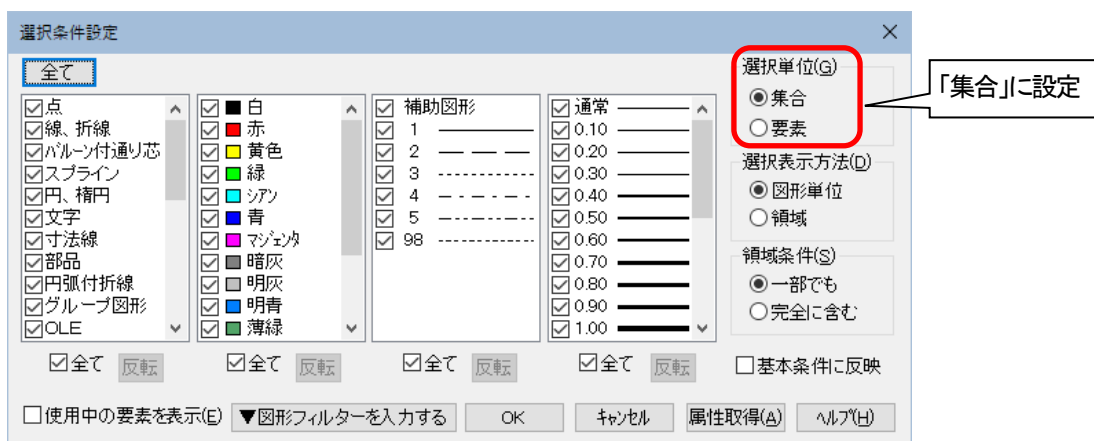 選択条件設定
全て
点
線、折線
バルーン付通り芯
スプライン
円、楕円
文字
寸法線
部品
円弧付折線
グループ図形
OLE
白
赤
黄色
緑
シアン
青
マジェンタ
暗灰
明灰
明青
薄緑
補助図形
1
2
3
4
5
98
通常
0.10
0.20
0.30
0.40
0.50
0.60
0.70
0.80
0.90
1.00
選択単位(G)
集合
要素
「集合」に設定
選択表示方法(D)
図形単位
領域
領域条件(S)
一部でも
完全に含む
全て 反転 全て 反転 全て 反転 全て 反転 基本条件に反映
使用中の要素を表示(E) ▼図形フィルターを入力する OK キャンセル 属性取得(A) ヘルプ(H)